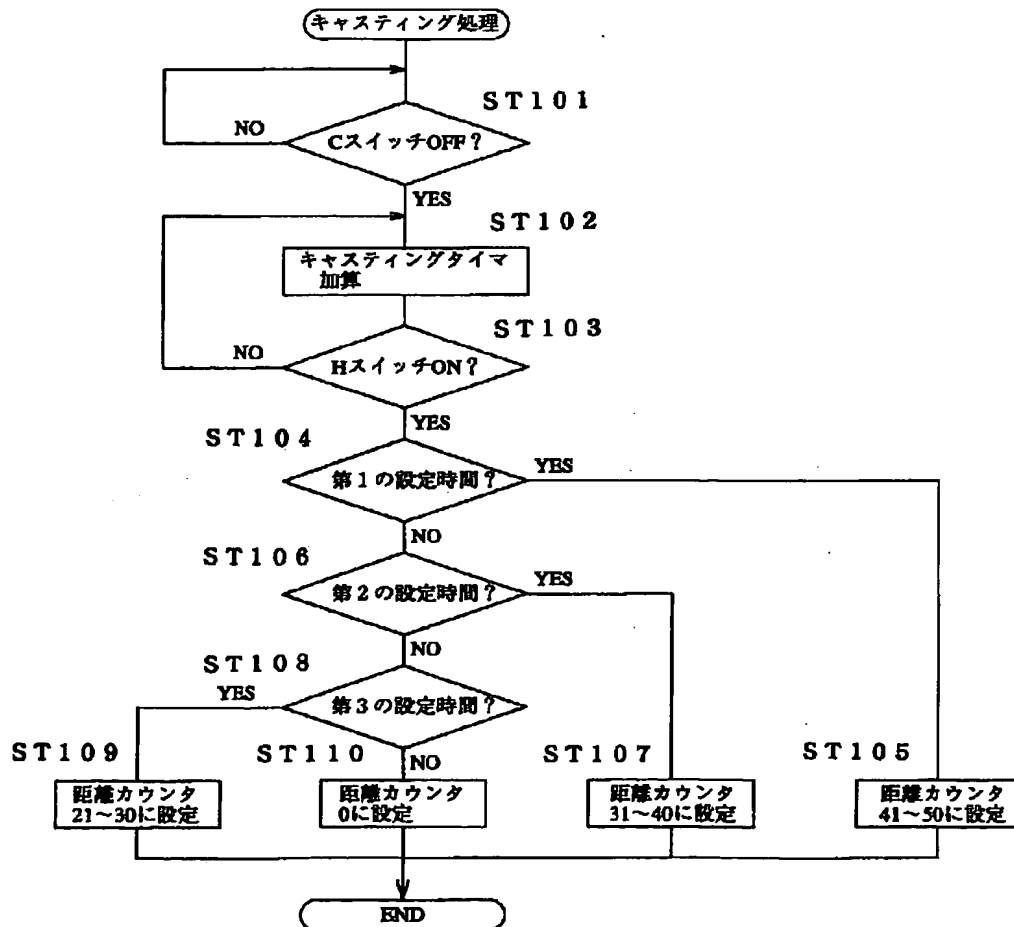 キャスティング処理
ST101
NO
CスイッチOFF?
YES
ST102
キャスティングタイマ
加算
ST103
NO
HスイッチON?
YES
ST104
YES
第1の設定時間?
NO
ST106
YES
第2の設定時間?
NO
ST108
YES
第3の設定時間?
NO
ST109
ST110
ST107
ST105
距離カウンタ
21〜30に設定
距離カウンタ
0に設定
距離カウンタ
31〜40に設定
距離カウンタ
41〜50に設定
END